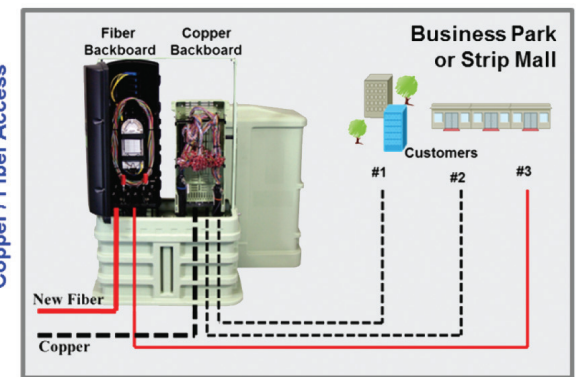 Copper / Fiber Access
Fiber
Backboard
Copper
Backboard
Business Park
or Strip Mall
Customers
#1
#2
#3
New Fiber
Copper